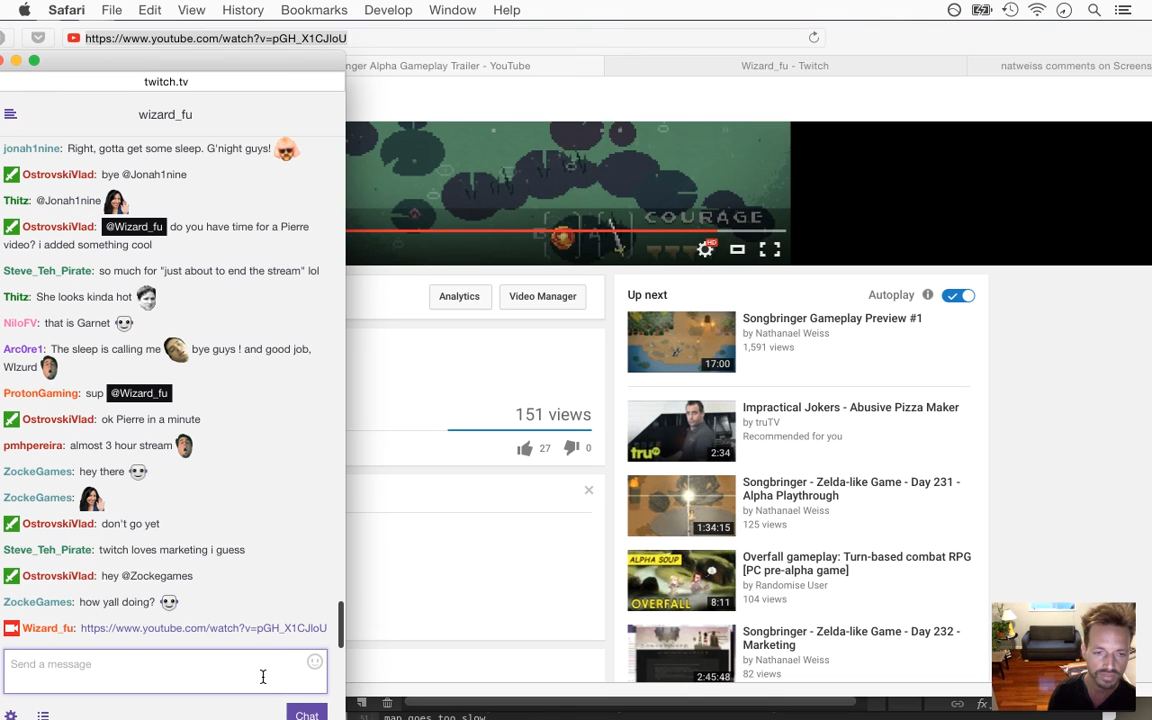 Safari File Edit View History Bookmarks Develop Window Help
https://www.youtube.com/watch?v=pGH_X1CJIoU
twitch.tv
nger Alpha Gameplay Trailer - YouTube
Wizard_fu - Twitch
natweiss comments on Screens
wizard_fu
jonah1nine: Right, gotta get some sleep. G'night guys!
OstrovskiVlad: bye @Jonah1nine
Thitz: @Jonah1nine
OstrovskiVlad: @Wizard_fu do you have time for a Pierre
video? i added something cool
Steve_Teh_Pirate: so much for "just about to end the stream" lol
Thitz: She looks kinda hot
NiloFV: that is Garnet
Arc0re1: The sleep is calling me bye guys ! and good job,
WIzurd
ProtonGaming: sup @Wizard_fu
OstrovskiVlad: ok Pierre in a minute
pmhpereira: almost 3 hour stream
ZockeGames: hey there
ZockeGames:
OstrovskiVlad: don't go yet
Steve_Teh_Pirate: twitch loves marketing i guess
OstrovskiVlad: hey @Zockegames
ZockeGames: how yall doing?
Wizard_fu: https://www.youtube.com/watch?v=pGH_X1CJIoU
Send a message
Chat
COURAGE
HD
Analytics
Video Manager
151 views
27
0
Up next
Autoplay
Songbringer Gameplay Preview #1
by Nathanael Weiss
1,591 views
17:00
Impractical Jokers - Abusive Pizza Maker
by truTV
Recommended for you
tru
2:34
Songbringer - Zelda-like Game - Day 231 -
Alpha Playthrough
by Nathanael Weiss
125 views
1:34:15
Overfall gameplay: Turn-based combat RPG
[PC pre-alpha game]
by Randomise User
104 views
ALPHA SOUP
OVERFALL
8:11
Songbringer - Zelda-like Game - Day 232 -
Marketing
by Nathanael Weiss
82 views
2:45:48
map goes too slow